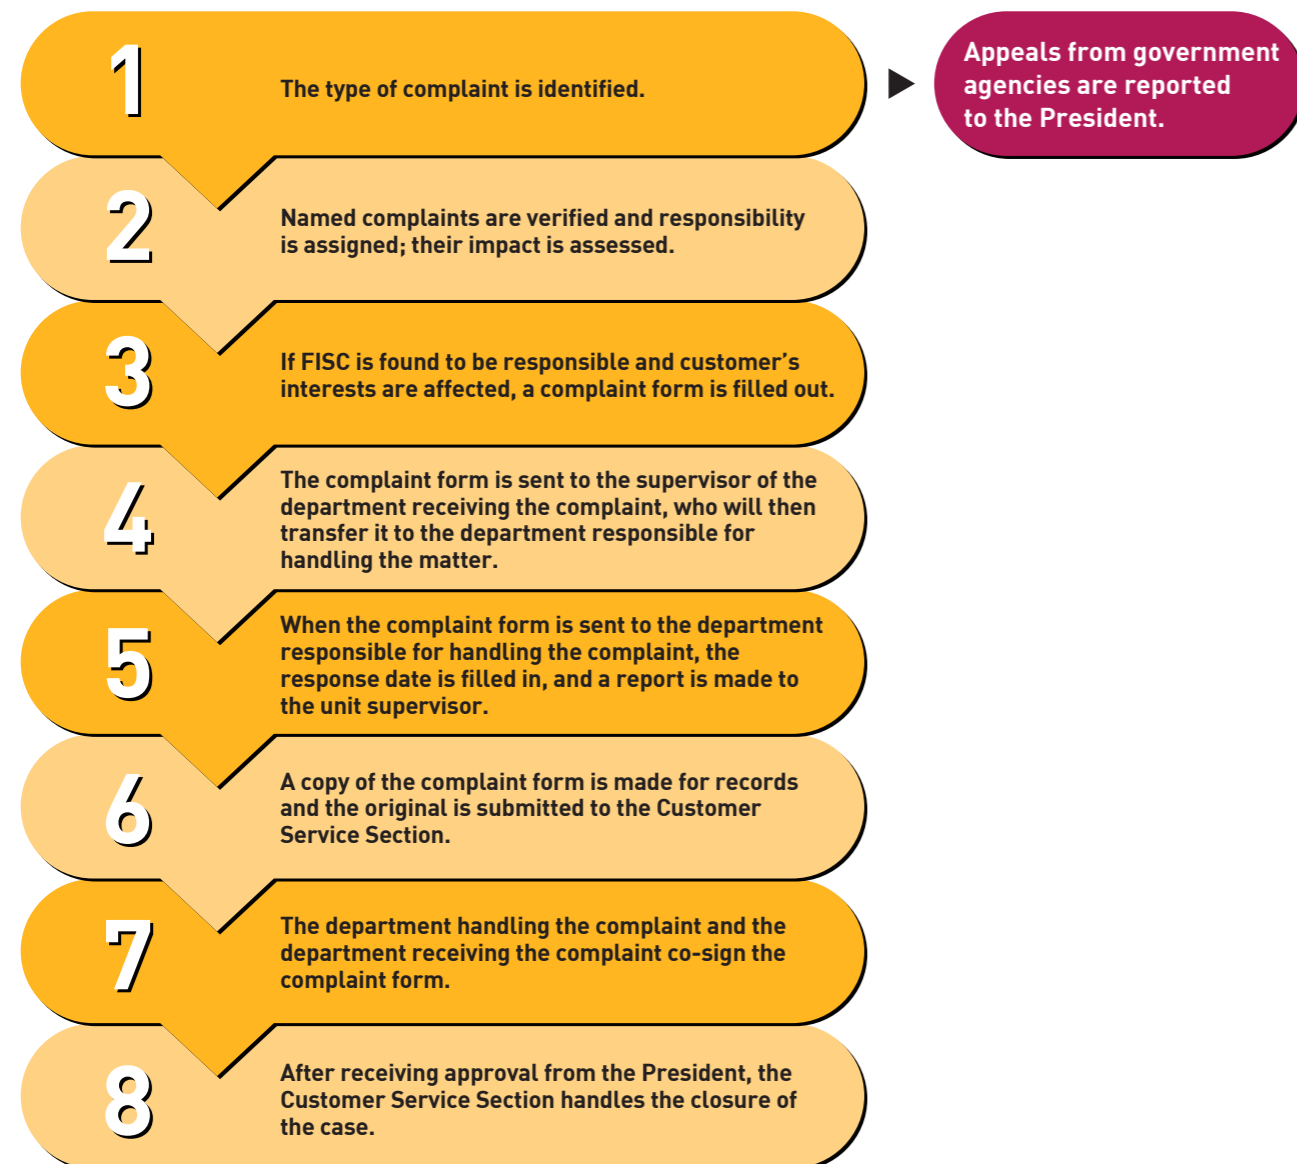 1
The type of complaint is identified.
Appeals from government
agencies are reported
to the President.
2
Named complaints are verified and responsibility
is assigned; their impact is assessed.
3
If FISC is found to be responsible and customer’s
interests are affected, a complaint form is filled out.
4
The complaint form is sent to the supervisor of the
department receiving the complaint, who will then
transfer it to the department responsible for
handling the matter.
5
When the complaint form is sent to the department
responsible for handling the complaint, the
response date is filled in, and a report is made to
the unit supervisor.
6
A copy of the complaint form is made for records
and the original is submitted to the Customer
Service Section.
7
The department handling the complaint and the
department receiving the complaint co-sign the
complaint form.
8
After receiving approval from the President, the
Customer Service Section handles the closure of
the case.